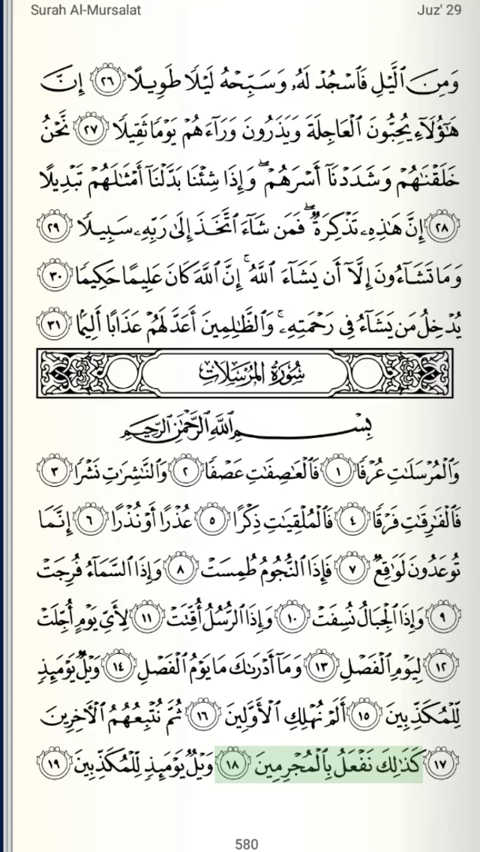 Surah Al-Mursalat Juz' 29
وَمِنَ ٱلَّيْلِ فَٱسْجُدْ لَهُۥ وَسَبِّحْهُ لَيْلًا طَوِيلًا ٢٦ إِنَّ
هَٰٓؤُلَآءِ يُحِبُّونَ ٱلْعَاجِلَةَ وَيَذَرُونَ وَرَآءَهُمْ يَوْمًا ثَقِيلًا ٢٧ نَّحْنُ
خَلَقْنَٰهُمْ وَشَدَدْنَآ أَسْرَهُمْ ۖ وَإِذَا شِئْنَا بَدَّلْنَآ أَمْثَٰلَهُمْ تَبْدِيلًا
٢٨ إِنَّ هَٰذِهِۦ تَذْكِرَةٌ ۖ فَمَن شَآءَ ٱتَّخَذَ إِلَىٰ رَبِّهِۦ سَبِيلًا ٢٩
وَمَا تَشَآءُونَ إِلَّآ أَن يَشَآءَ ٱللَّهُ ۚ إِنَّ ٱللَّهَ كَانَ عَلِيمًا حَكِيمًا ٣٠
يُدْخِلُ مَن يَشَآءُ فِى رَحْمَتِهِۦ ۚ وَٱلظَّٰلِمِينَ أَعَدَّ لَهُمْ عَذَابًا أَلِيمًۢا ٣١
سُورَةُ المُرْسَلَاتِ
بِسْمِ ٱللَّهِ ٱلرَّحْمَٰنِ ٱلرَّحِيمِ
وَٱلْمُرْسَلَٰتِ عُرْفًا ١ فَٱلْعَٰصِفَٰتِ عَصْفًا ٢ وَٱلنَّٰشِرَٰتِ نَشْرًا ٣
فَٱلْفَٰرِقَٰتِ فَرْقًا ٤ فَٱلْمُلْقِيَٰتِ ذِكْرًا ٥ عُذْرًا أَوْ نُذْرًا ٦ إِنَّمَا
تُوعَدُونَ لَوَٰقِعٌ ٧ فَإِذَا ٱلنُّجُومُ طُمِسَتْ ٨ وَإِذَا ٱلسَّمَآءُ فُرِجَتْ
٩ وَإِذَا ٱلْجِبَالُ نُسِفَتْ ١٠ وَإِذَا ٱلرُّسُلُ أُقِّتَتْ ١١ لِأَىِّ يَوْمٍ أُجِّلَتْ
١٢ لِيَوْمِ ٱلْفَصْلِ ١٣ وَمَآ أَدْرَىٰكَ مَا يَوْمُ ٱلْفَصْلِ ١٤ وَيْلٌ يَوْمَئِذٍ
لِّلْمُكَذِّبِينَ ١٥ أَلَمْ نُهْلِكِ ٱلْأَوَّلِينَ ١٦ ثُمَّ نُتْبِعُهُمُ ٱلْءَاخِرِينَ
١٧ كَذَٰلِكَ نَفْعَلُ بِٱلْمُجْرِمِينَ ١٨ وَيْلٌ يَوْمَئِذٍ لِّلْمُكَذِّبِينَ ١٩
580